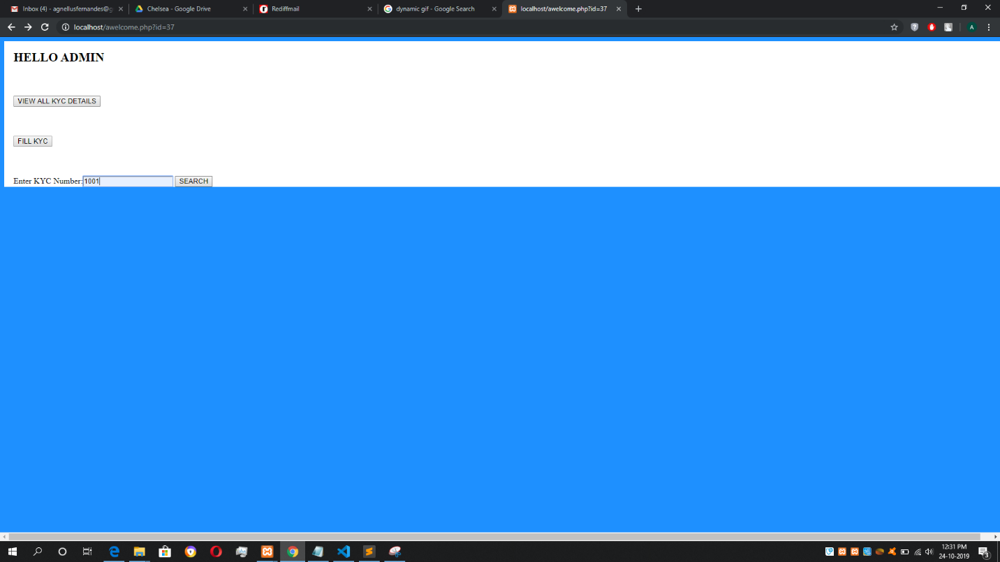 Inbox (4) - agnellusfernandes@g
Chelsea - Google Drive
Rediffmail
dynamic gif - Google Search
localhost/awelcome.php?id=37
localhost/awelcome.php?id=37
A
HELLO ADMIN
VIEW ALL KYC DETAILS
FILL KYC
Enter KYC Number: 1001 SEARCH
12:31 PM
24-10-2019
3